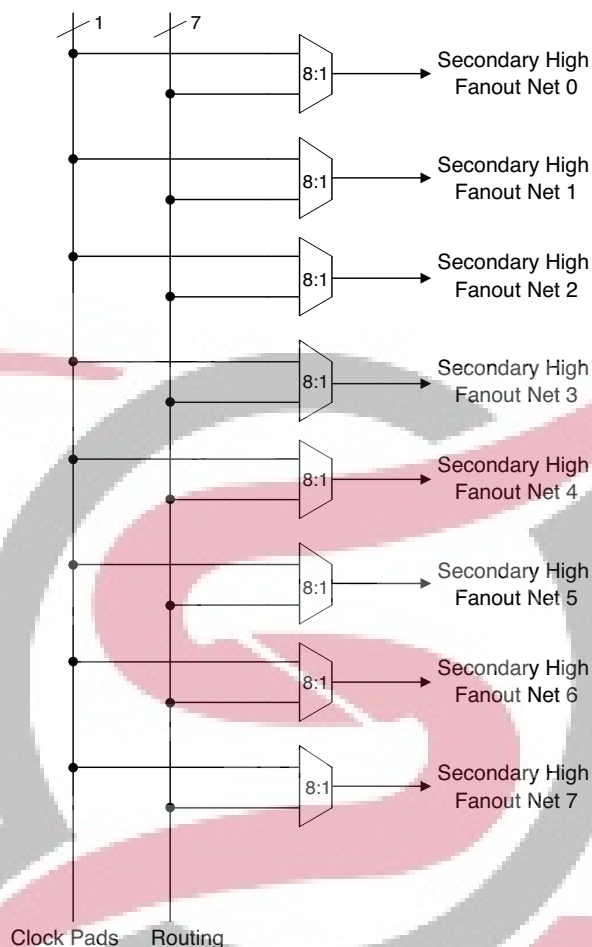 1 7
8:1
Secondary High
Fanout Net 0
8:1
Secondary High
Fanout Net 1
8:1
Secondary High
Fanout Net 2
8:1
Secondary High
Fanout Net 3
8:1
Secondary High
Fanout Net 4
8:1
Secondary High
Fanout Net 5
8:1
Secondary High
Fanout Net 6
8:1
Secondary High
Fanout Net 7
Clock Pads Routing